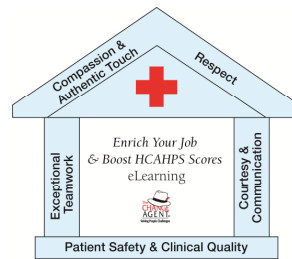 Compassion &
Authentic Touch
Respect
Enrich Your Job
& Boost HCAHPS Scores
eLearning
Exceptional
Teamwork
Courtesy &
Communication
THE
CHANGE
AGENT
Patient Safety & Clinical Quality